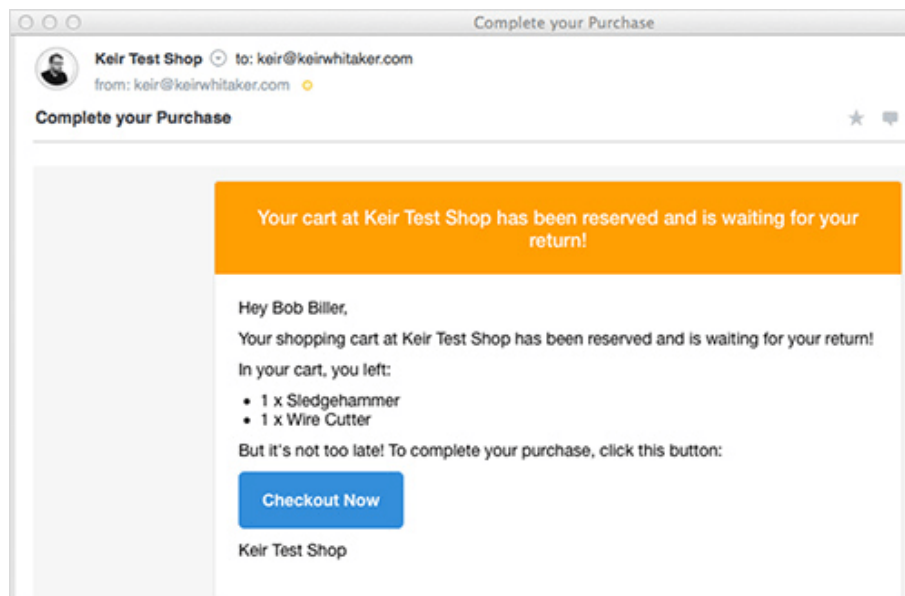 Complete your Purchase
Keir Test Shop to: keir@keirwhitaker.com
from: keir@keirwhitaker.com
Complete your Purchase
Your cart at Keir Test Shop has been reserved and is waiting for your
return!
Hey Bob Biller,
Your shopping cart at Keir Test Shop has been reserved and is waiting for your return!
In your cart, you left:
• 1 x Sledgehammer
• 1 x Wire Cutter
But it's not too late! To complete your purchase, click this button:
Checkout Now
Keir Test Shop